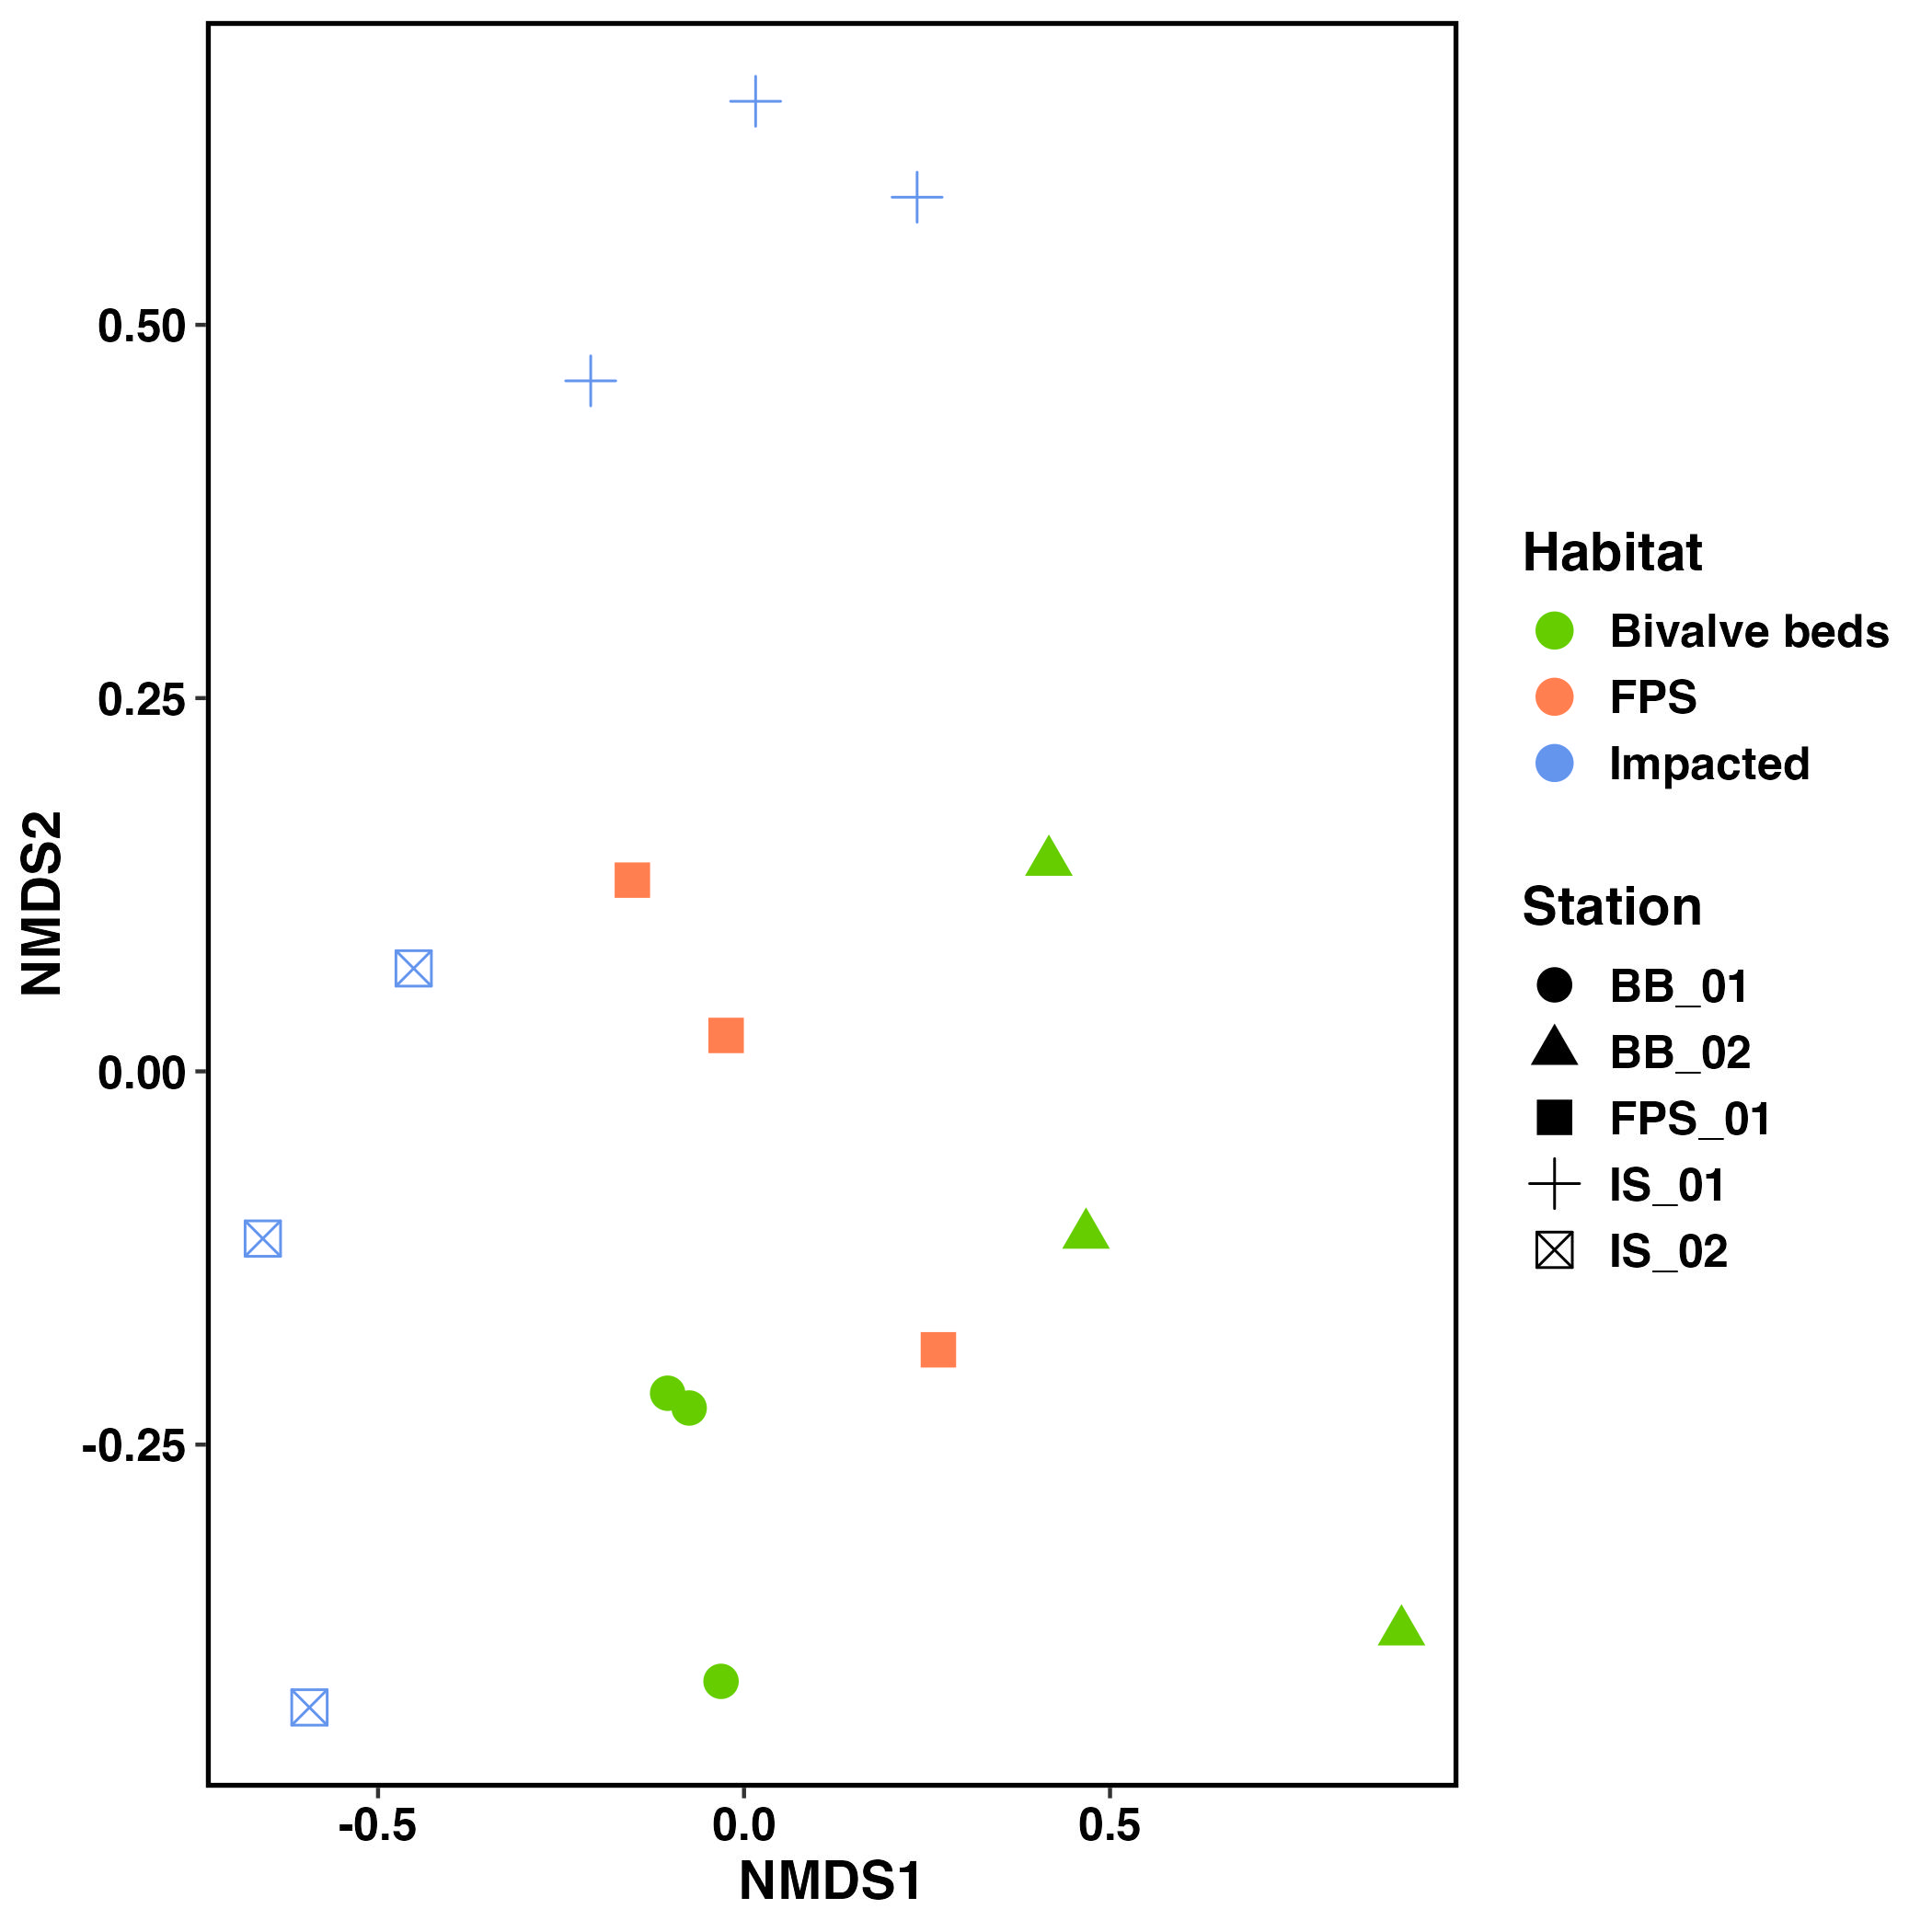 NMDS2
0.50
0.25
0.00
-0.25
-0.5 0.0 0.5
NMDS1
Habitat
Bivalve beds
FPS
Impacted
Station
BB_01
BB_02
FPS_01
IS_01
IS_02